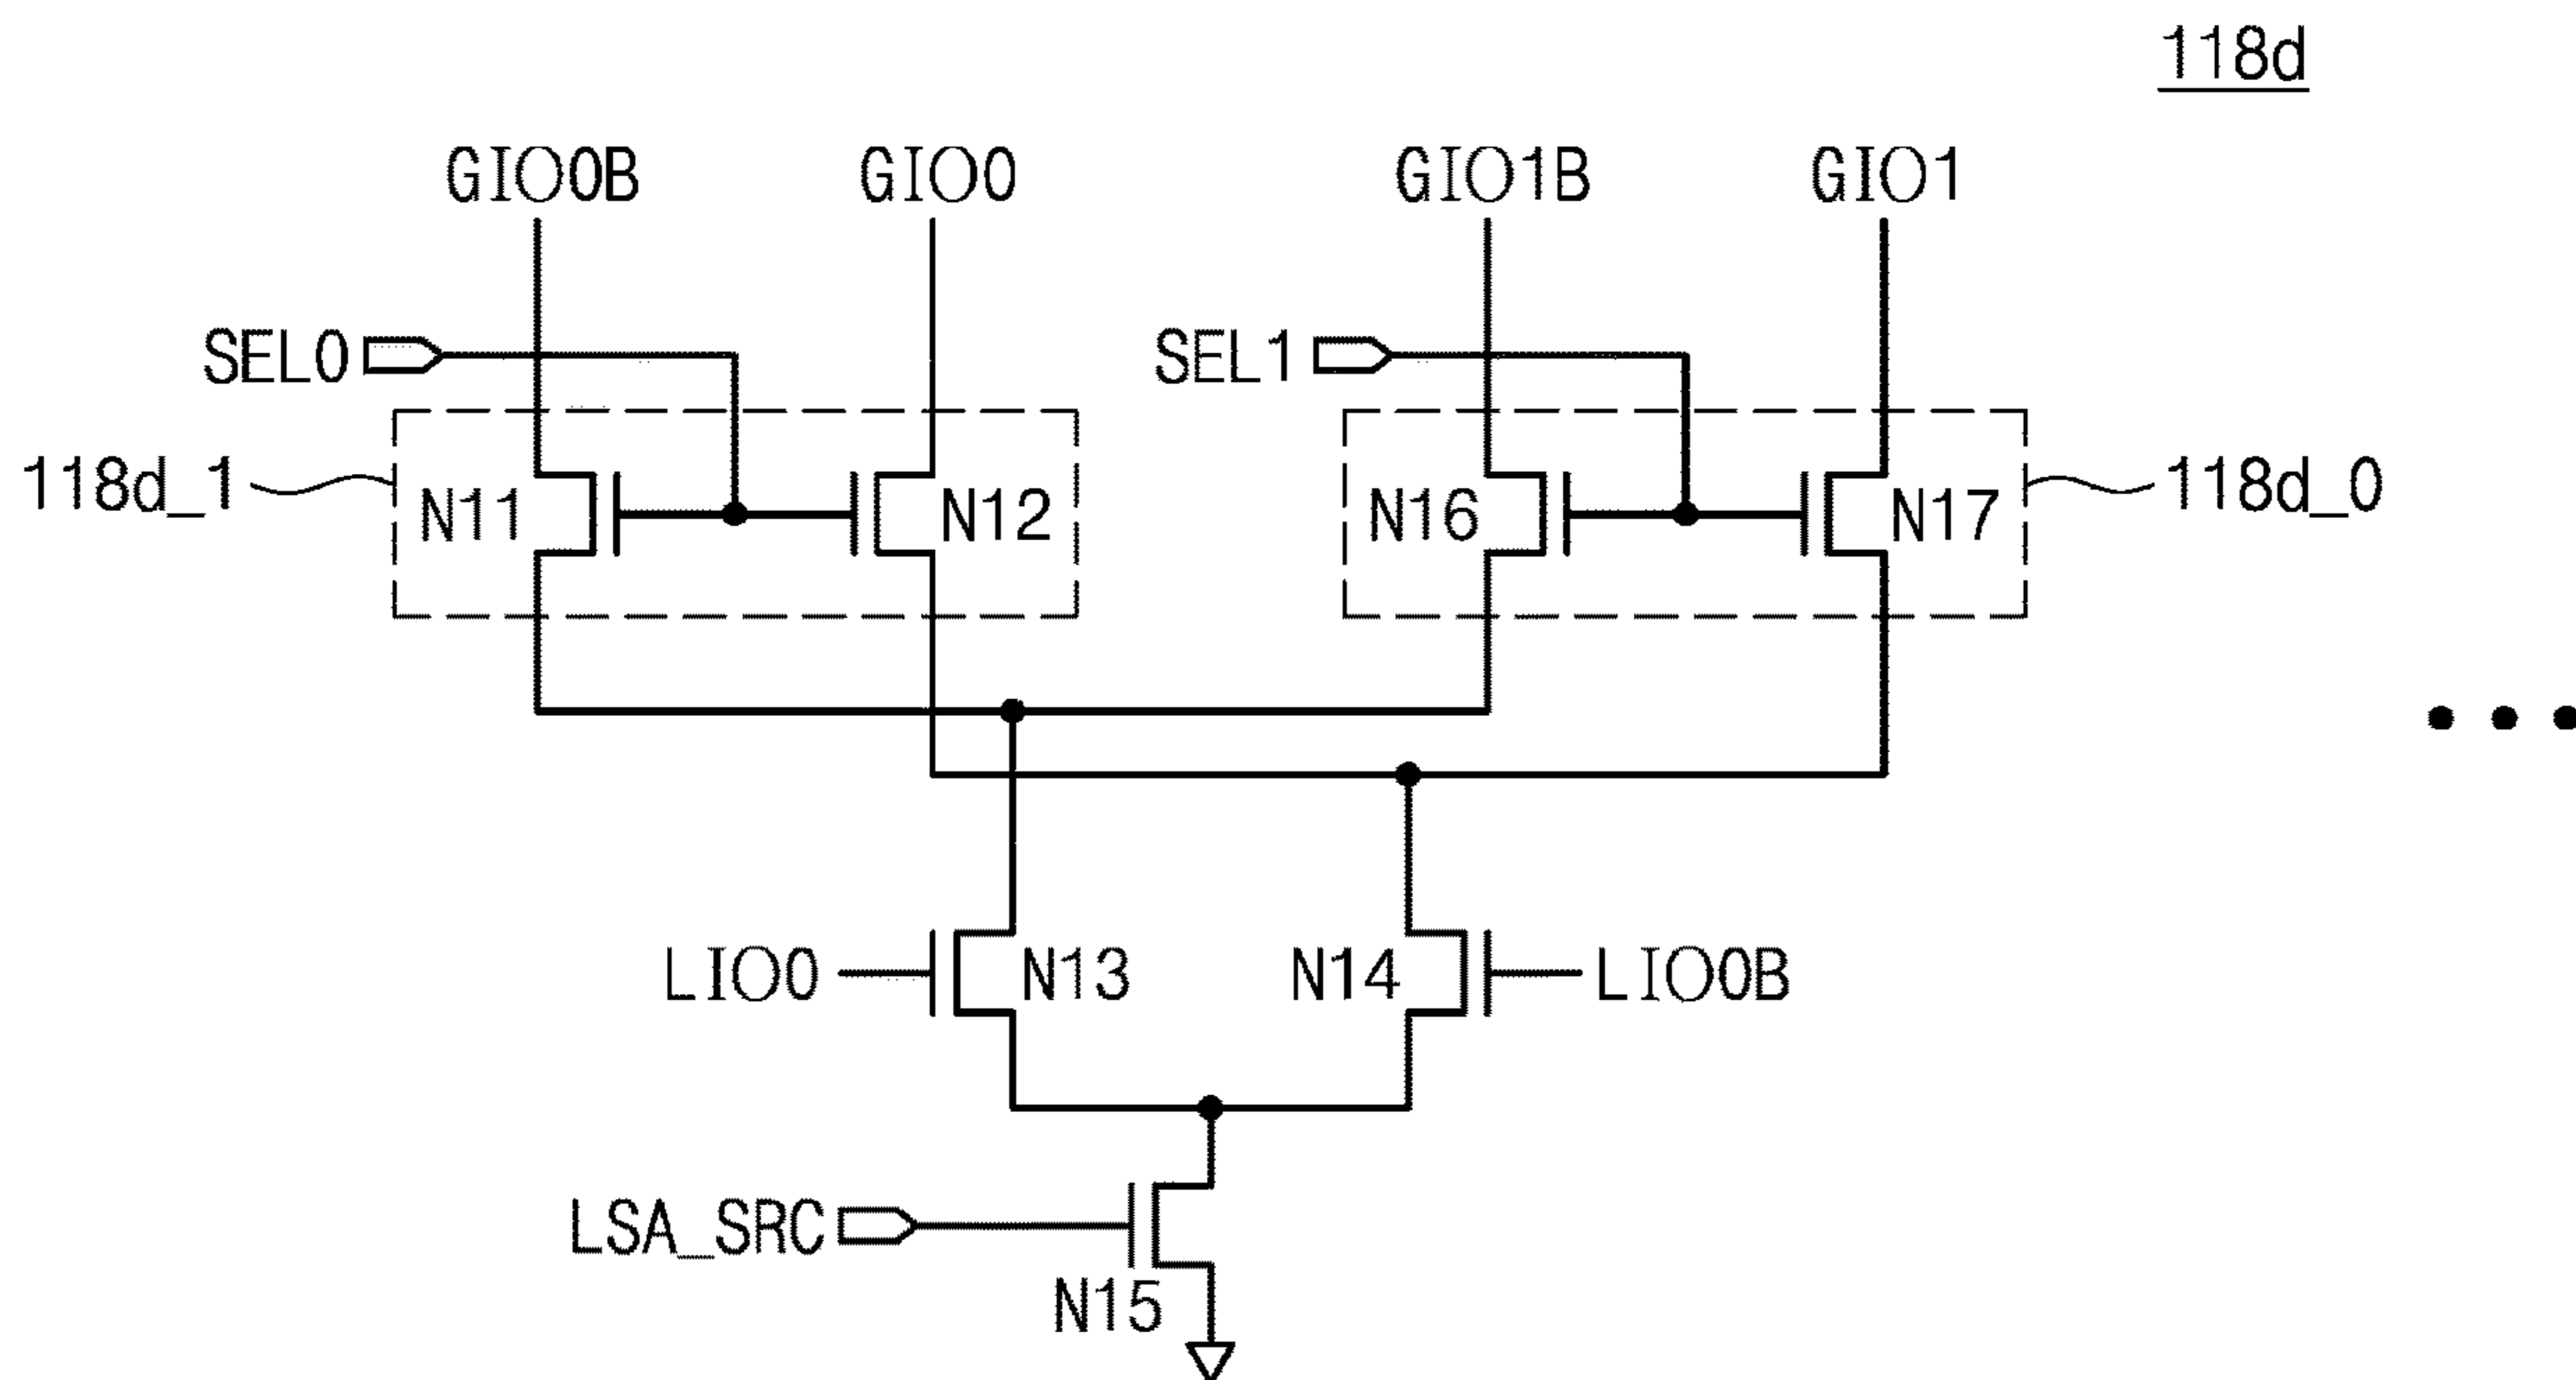 118d
GIO0B GIO0 GIO1B GIO1
SEL0 SEL1
118d_1 N11 N12 N16 N17 118d_0
LIO0 N13 N14 LIO0B
LSA_SRC
N15